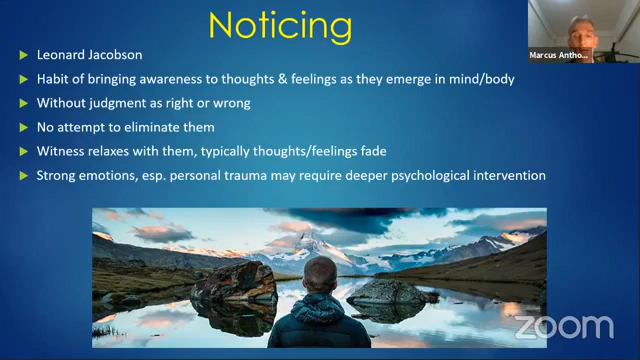 Noticing
Leonard Jacobson
Habit of bringing awareness to thoughts & feelings as they emerge in mind/body
Without judgment as right or wrong
No attempt to eliminate them
Witness relaxes with them, typically thoughts/feelings fade
Strong emotions, esp. personal trauma may require deeper psychological intervention
Marcus Antho...
zoom